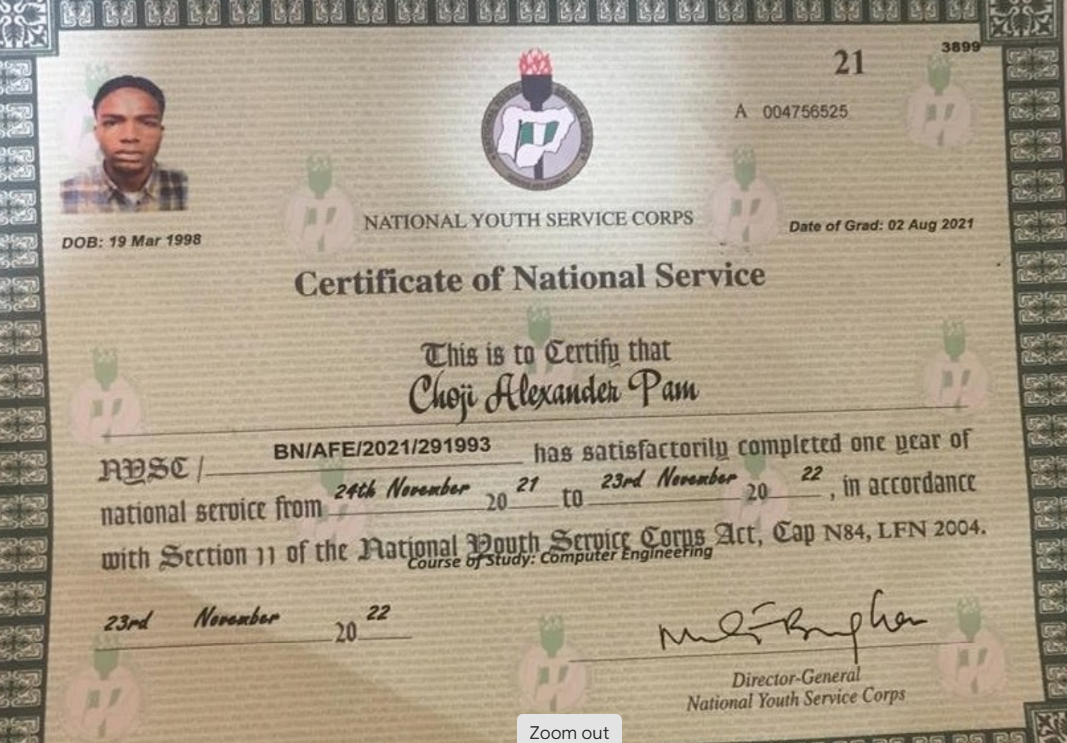 21
3899
A 004756525
NATIONAL YOUTH SERVICE CORPS
DOB: 19 Mar 1998
Date of Grad: 02 Aug 2021
Certificate of National Service
This is to Certify that
Choji Alexander Pam
NYSC / BN/AFE/2021/291993 has satisfactorily completed one year of
national service from 24th November 20 21 to 23rd November 20 22 , in accordance
with Section 11 of the National Youth Service Corps Act, Cap N84, LFN 2004.
Course of Study: Computer Engineering
23rd November 20 22
Director-General
National Youth Service Corps
Zoom out